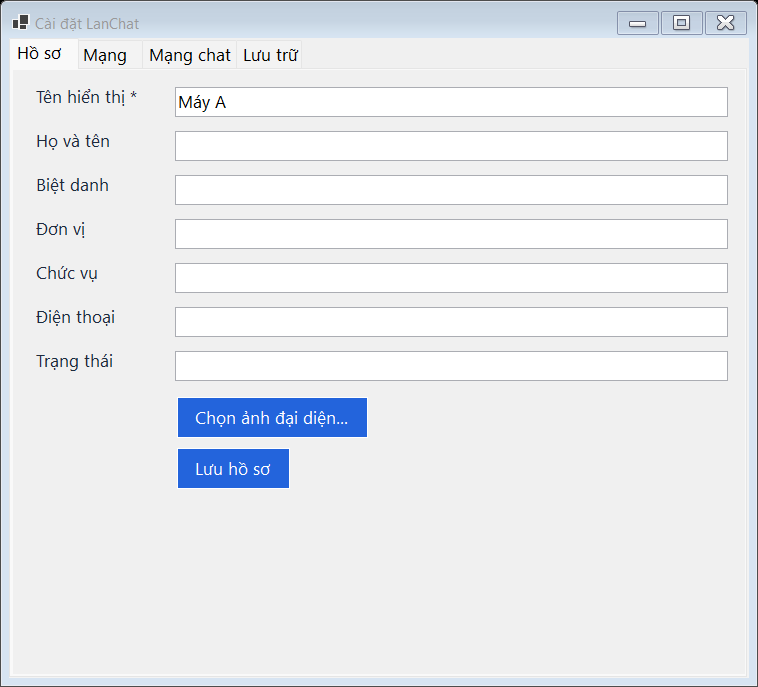 Cài đặt LanChat
Hồ sơ Mạng Mạng chat Lưu trữ
Tên hiển thị * Máy A
Họ và tên
Biệt danh
Đơn vị
Chức vụ
Điện thoại
Trạng thái
Chọn ảnh đại diện...
Lưu hồ sơ